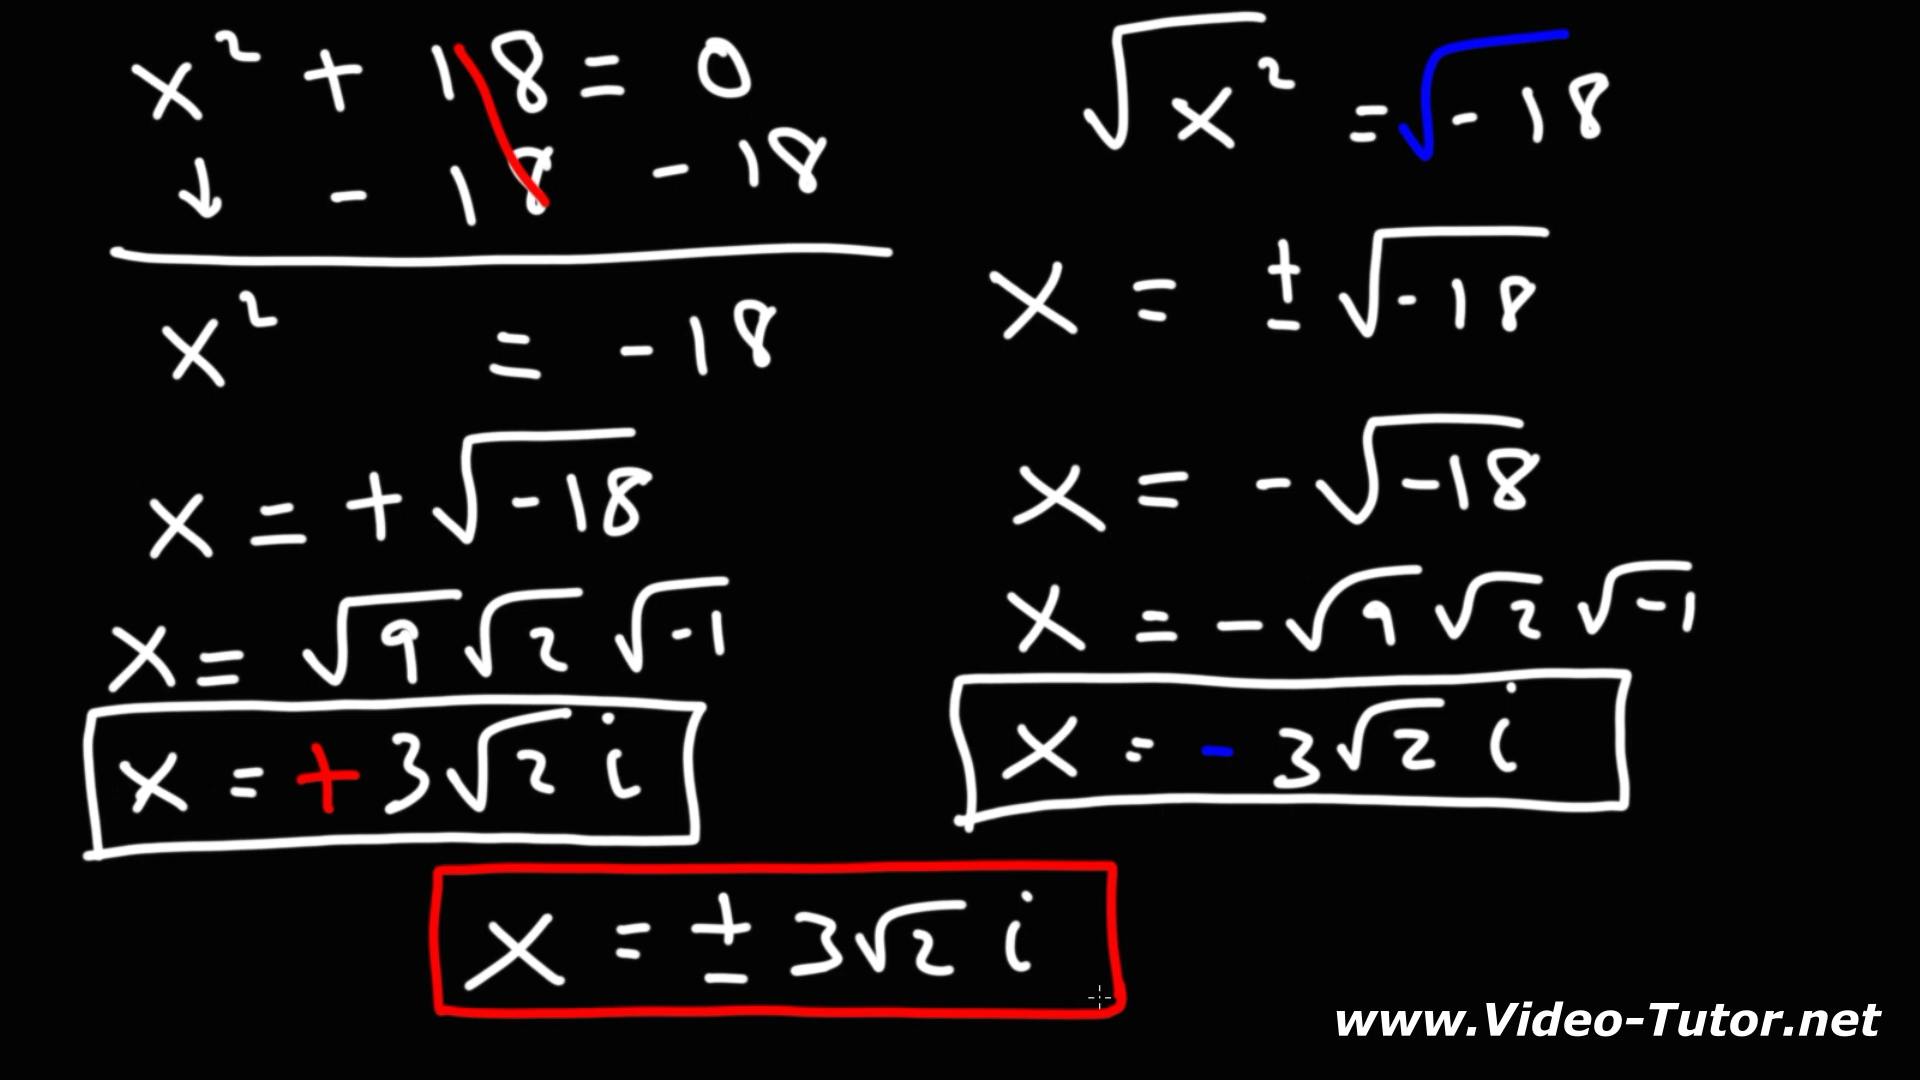 x² + 18 = 0
↓ - 18 - 18
x² = -18
x = +√-18
x = √9 √2 √-1
x = + 3√2 i
√x² = √-18
x = ± √-18
x = -√-18
x = -√9 √2 √-1
x = - 3√2 i
x = ± 3√2 i
www.Video-Tutor.net